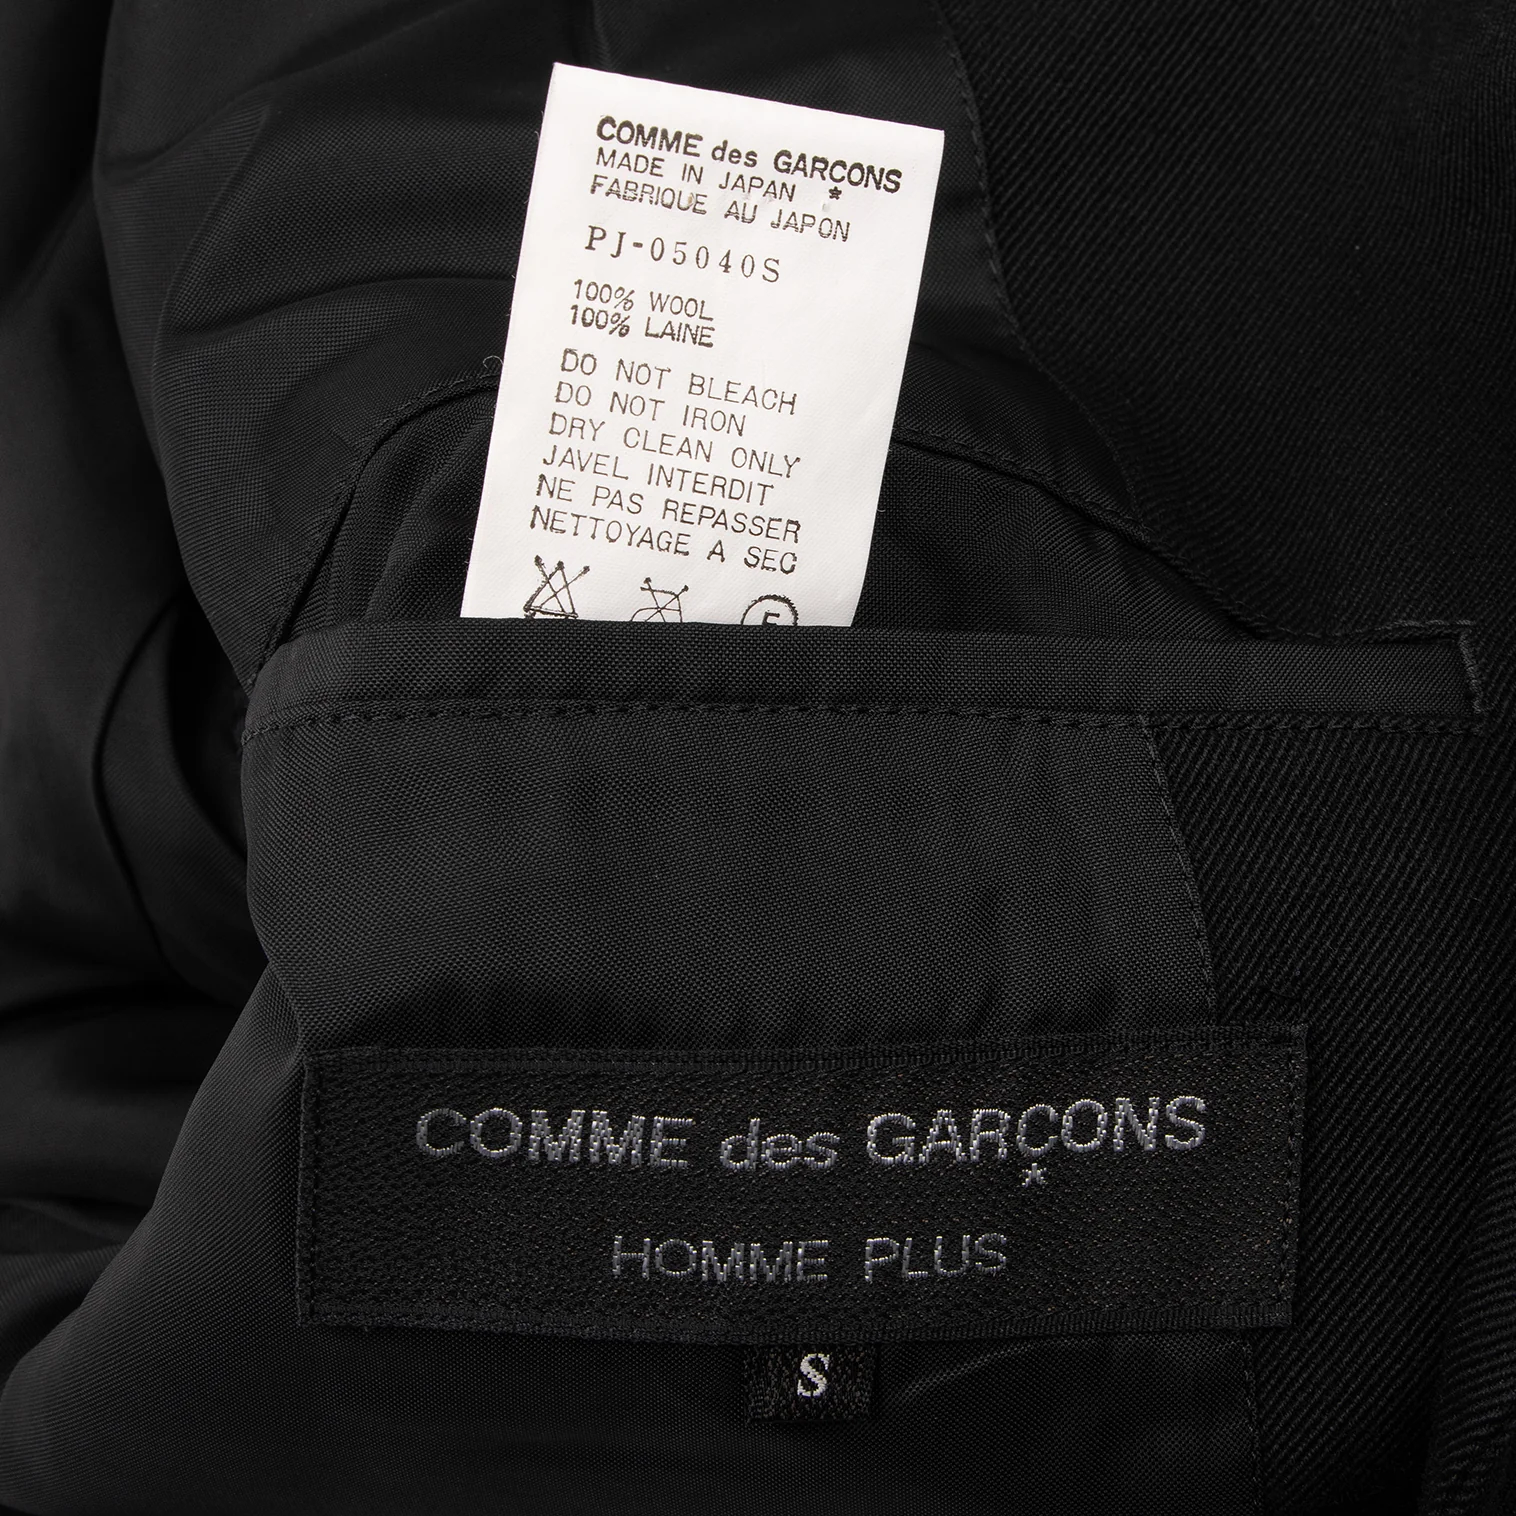 COMME des GARÇONS
MADE IN JAPAN *
FABRIQUE AU JAPON
PJ-05040S
100% WOOL
100% LAINE
DO NOT BLEACH
DO NOT IRON
DRY CLEAN ONLY
JAVEL INTERDIT
NE PAS REPASSER
NETTOYAGE A SEC
COMME des GARÇONS
*
HOMME PLUS
S